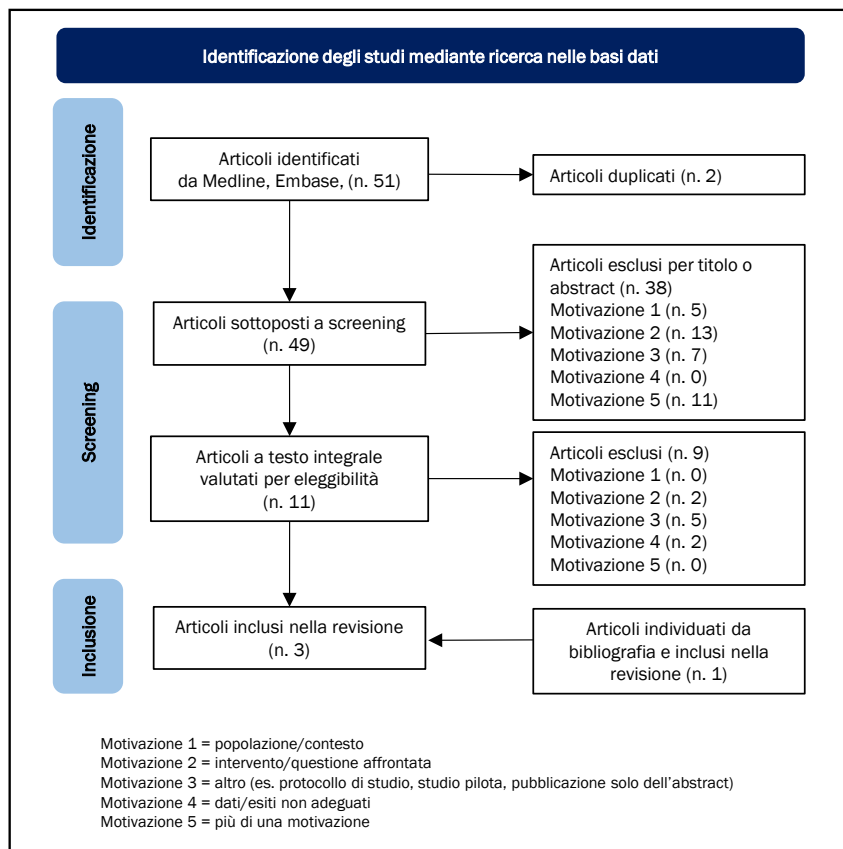 Identificazione degli studi mediante ricerca nelle basi dati
Identificazione
Articoli identificati
da Medline, Embase, (n. 51)
Articoli duplicati (n. 2)
Screening
Articoli sottoposti a screening
(n. 49)
Articoli esclusi per titolo o
abstract (n. 38)
Motivazione 1 (n. 5)
Motivazione 2 (n. 13)
Motivazione 3 (n. 7)
Motivazione 4 (n. 0)
Motivazione 5 (n. 11)
Articoli a testo integrale
valutati per eleggibilità
(n. 11)
Articoli esclusi (n. 9)
Motivazione 1 (n. 0)
Motivazione 2 (n. 2)
Motivazione 3 (n. 5)
Motivazione 4 (n. 2)
Motivazione 5 (n. 0)
Inclusione
Articoli inclusi nella revisione
(n. 3)
Articoli individuati da
bibliografia e inclusi nella
revisione (n. 1)
Motivazione 1 = popolazione/contesto
Motivazione 2 = intervento/questione affrontata
Motivazione 3 = altro (es. protocollo di studio, studio pilota, pubblicazione solo dell'abstract)
Motivazione 4 = dati/esiti non adeguati
Motivazione 5 = più di una motivazione